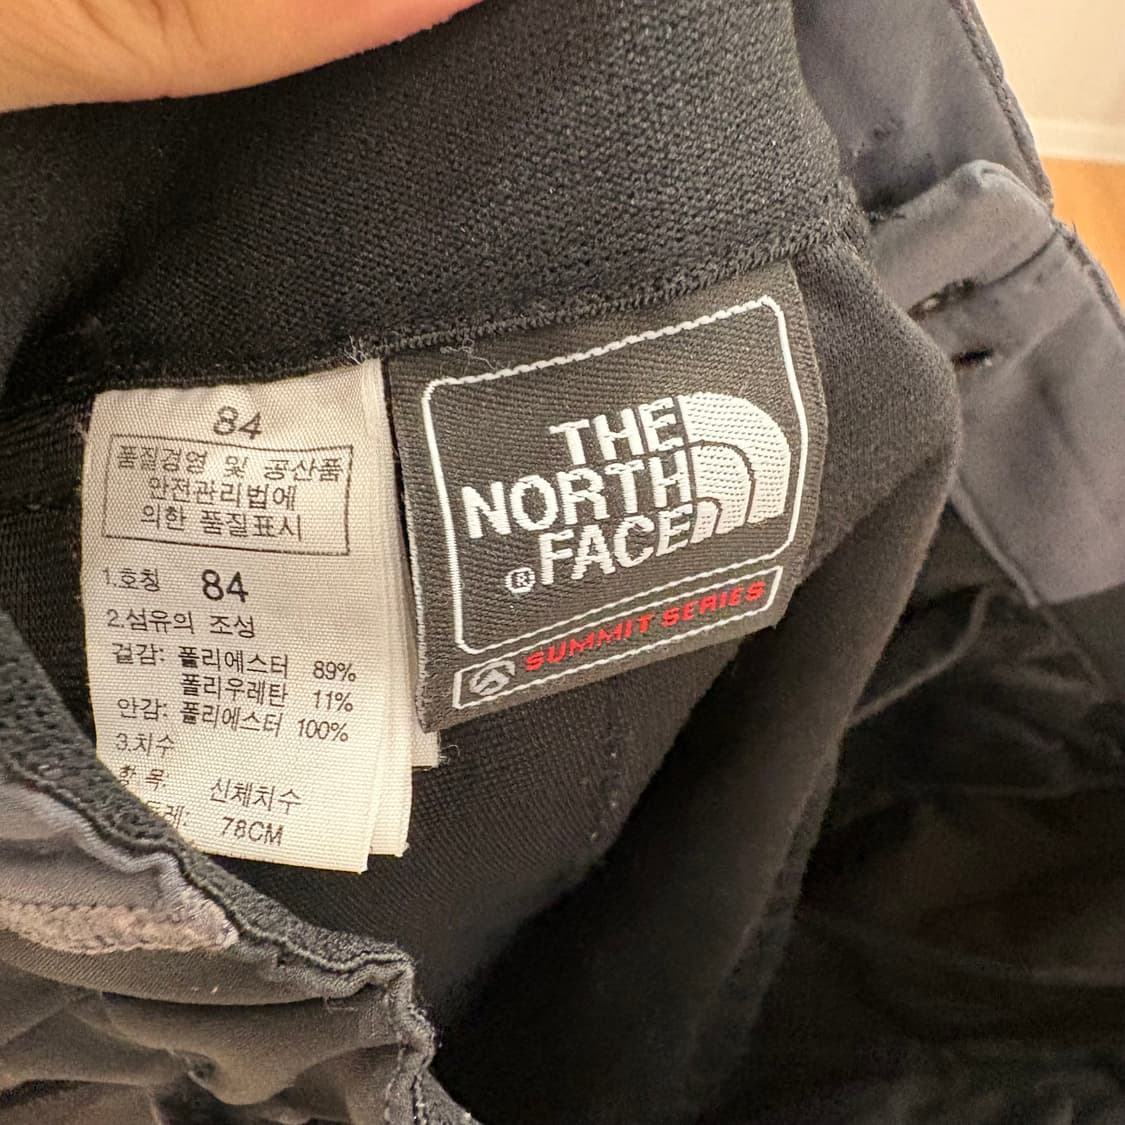 84
품질경영 및 공산품
안전관리법에
의한 품질표시
1.호칭 84
2.섬유의 조성
겉감: 폴리에스터 89%
폴리우레탄 11%
안감: 폴리에스터 100%
3.치수
항 목: 신체치수
78CM
THE
NORTH
FACE
®
SUMMIT SERIES